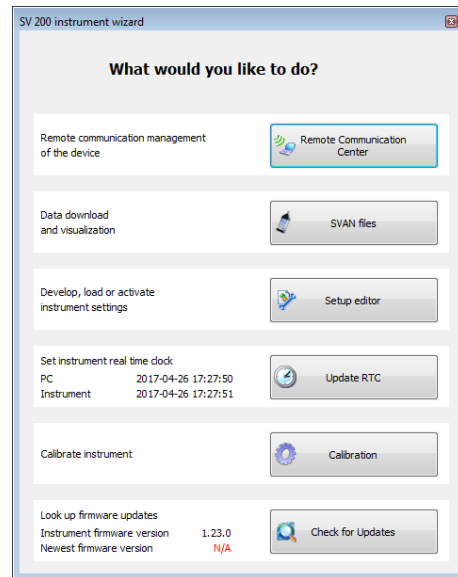 SV 200 instrument wizard
What would you like to do?
Remote communication management
of the device
Remote Communication
Center
Data download
and visualization
SVAN files
Develop, load or activate
instrument settings
Setup editor
Set instrument real time clock
PC 2017-04-26 17:27:50
Instrument 2017-04-26 17:27:51
Update RTC
Calibrate instrument
Calibration
Look up firmware updates
Instrument firmware version 1.23.0
Newest firmware version N/A
Check for Updates